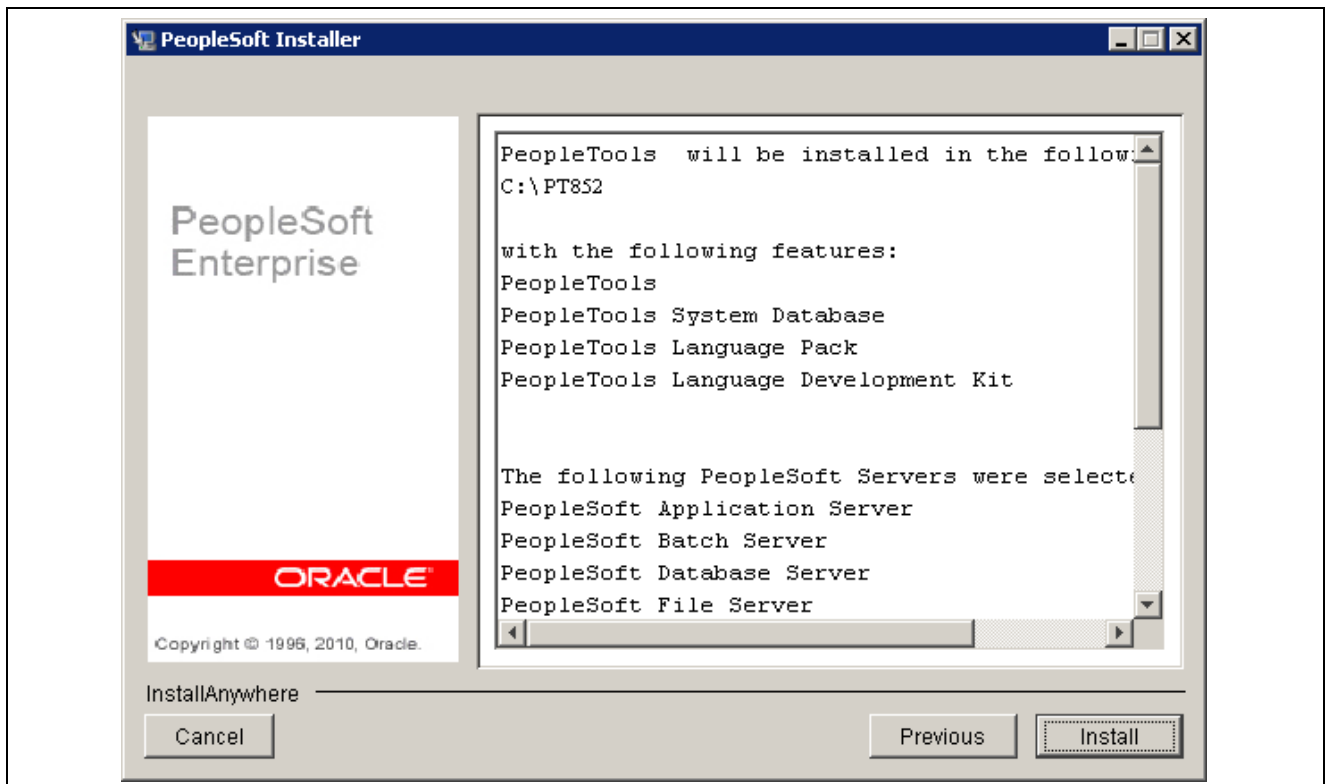 PeopleSoft Installer
PeopleSoft
Enterprise
ORACLE
Copyright © 1996, 2010, Oracle.
PeopleTools  will be installed in the
C:\PT852
with the following features:
PeopleTools
PeopleTools System Database
PeopleTools Language Pack
PeopleTools Language Development Kit
The following PeopleSoft Servers were
PeopleSoft Application Server
PeopleSoft Batch Server
PeopleSoft Database Server
PeopleSoft File Server
InstallAnywhere
Cancel
Previous
Install